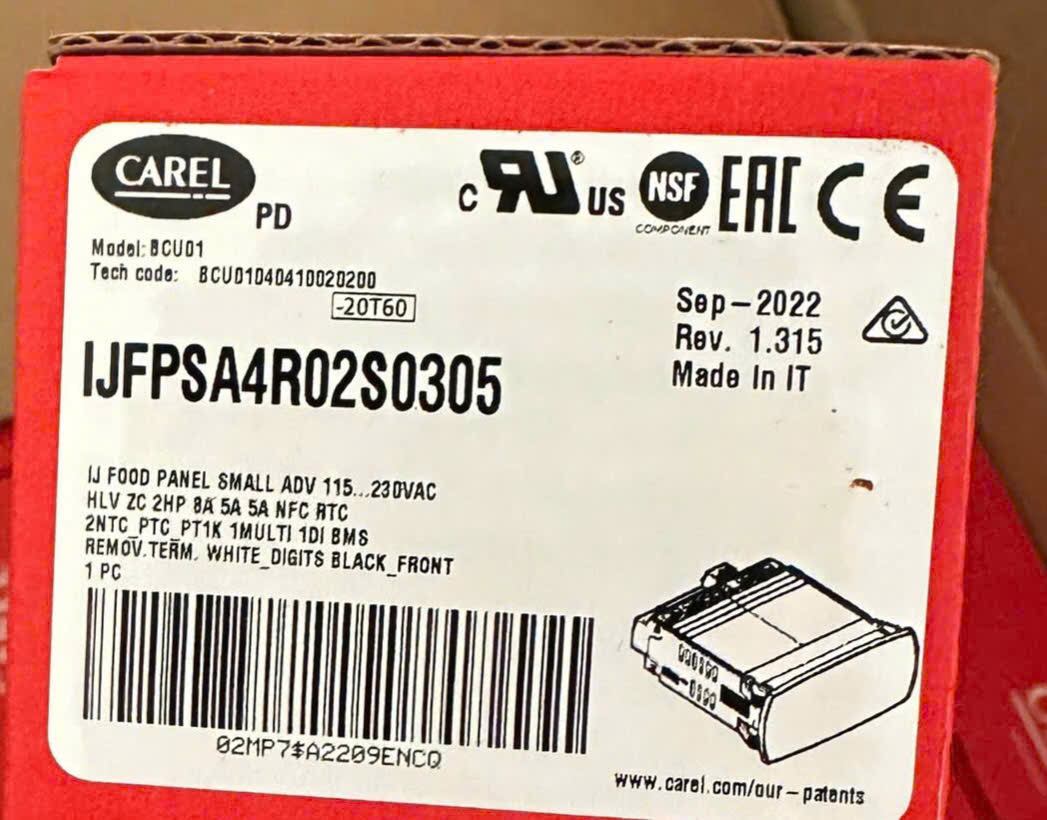 CAREL
PD
c RU ® US
NSF
COMPONENT
EAC
CE
Model: BCU01
Tech code: BCU01040410020200
-20T60
Sep-2022
Rev. 1.315
Made In IT
IJFPSA4R02S0305
IJ FOOD PANEL SMALL ADV 115...230VAC
HLV ZC 2HP 8A 5A 5A NFC RTC
2NTC_PTC_PT1K 1MULTI 1DI BMS
REMOV.TERM. WHITE_DIGITS BLACK_FRONT
1 PC
02MP7$A2209ENCQ
www.carel.com/our-patents